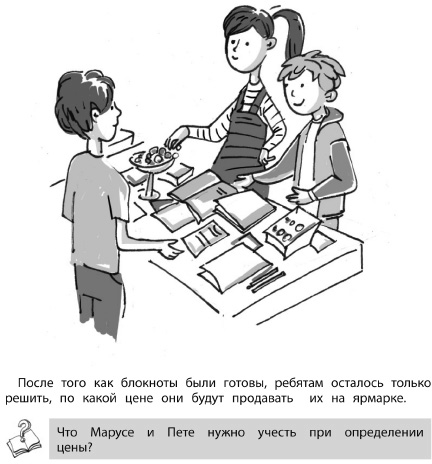 После того как блокноты были готовы, ребятам осталось только
решить, по какой цене они будут продавать их на ярмарке.
Что Марусе и Пете нужно учесть при определении
цены?